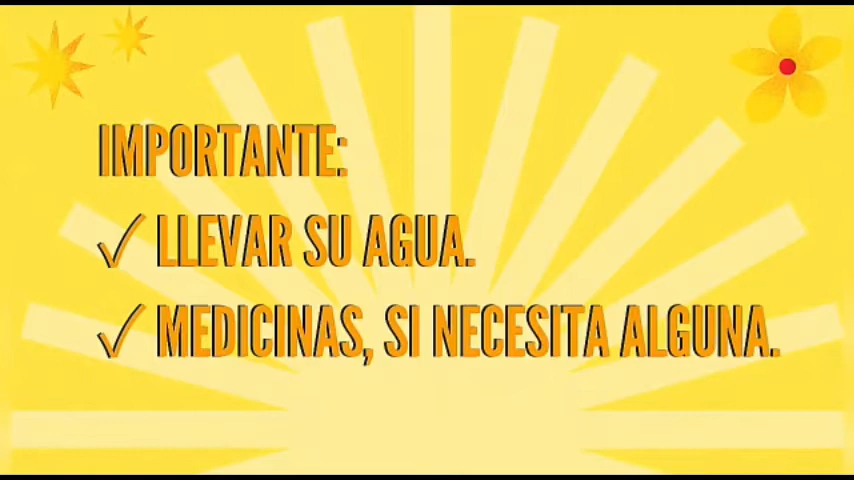 IMPORTANTE:
✓ LLEVAR SU AGUA.
✓ MEDICINAS, SI NECESITA ALGUNA.